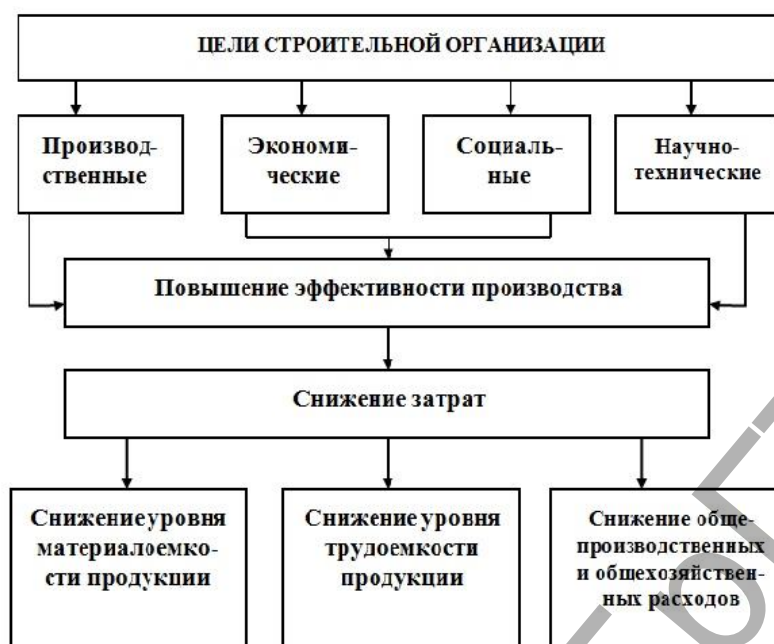 ЦЕЛИ СТРОИТЕЛЬНОЙ ОРГАНИЗАЦИИ
Производ-
ственные
Экономи-
ческие
Социаль-
ные
Научно-
технические
Повышение эффективности производства
Снижение затрат
Снижение уровня
материалоемко-
сти продукции
Снижение уровня
трудоемкости
продукции
Снижение обще-
производственных
и общехозяйствен-
ных расходов